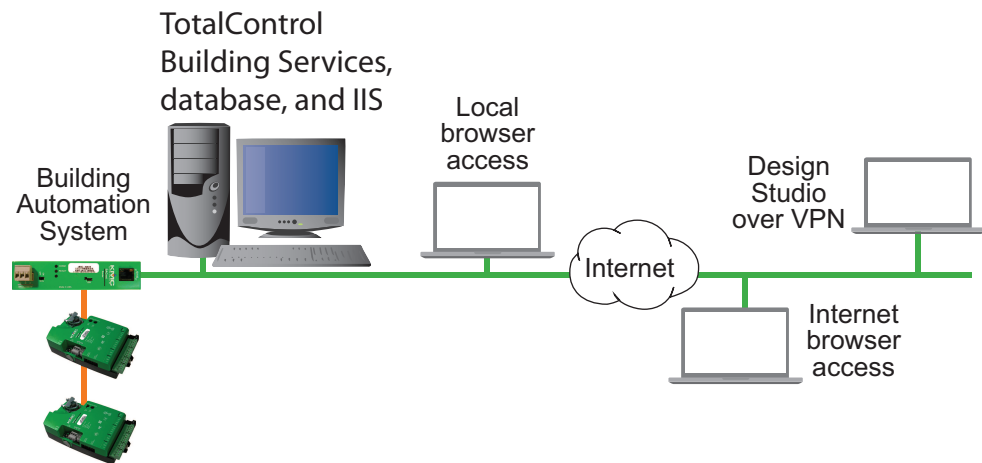 TotalControl
Building Services,
database, and IIS
Local
browser
access
Building
Automation
System
Design
Studio
over VPN
Internet
Internet
browser
access